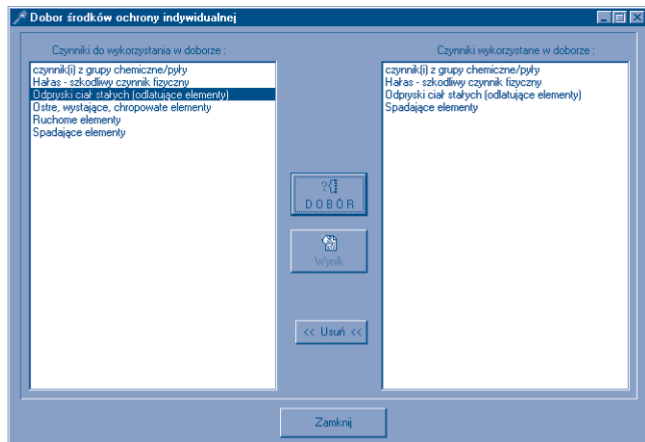 Dobor środków ochrony indywidualnej
Czynniki do wykorzystania w doborze :
czynnik(i) z grupy chemiczne/pyły
Hałas - szkodliwy czynnik fizyczny
Odpryski ciał stałych (odlatujące elementy)
Ostre, wystające, chropowate elementy
Ruchome elementy
Spadające elementy
?{
DOBÓR
Wynik
<< Usuń <<
Czynniki wykorzystane w doborze :
czynnik(i) z grupy chemiczne/pyły
Hałas - szkodliwy czynnik fizyczny
Odpryski ciał stałych (odlatujące elementy)
Spadające elementy
Zamknij